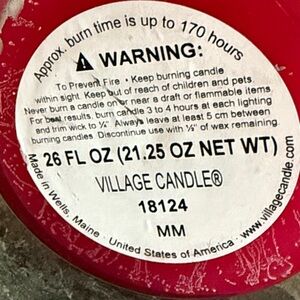 Approx. burn time is up to 170 hours
⚠ WARNING:
To Prevent Fire • Keep burning candle
within sight. Keep out of reach of children and pets.
Never burn a candle on or near a draft or flammable items
For best results, burn candle 3 to 4 hours at each lighting
and trim wick to ¼" Always leave at least 5 cm between
burning candles. Discontinue use with ½" of wax remaining.
26 FL OZ (21.25 OZ NET WT)
VILLAGE CANDLE®
18124
MM
Made in Wells, Maine · United States of America · www.villagecandle.com